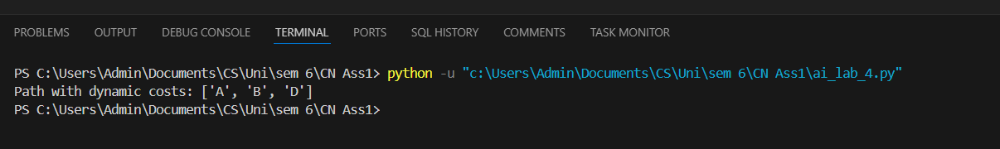 PROBLEMS OUTPUT DEBUG CONSOLE TERMINAL PORTS SQL HISTORY COMMENTS TASK MONITOR
PS C:\Users\Admin\Documents\CS\Uni\sem 6\CN Ass1> python -u "c:\Users\Admin\Documents\CS\Uni\sem 6\CN Ass1\ai_lab_4.py"
Path with dynamic costs: ['A', 'B', 'D']
PS C:\Users\Admin\Documents\CS\Uni\sem 6\CN Ass1>